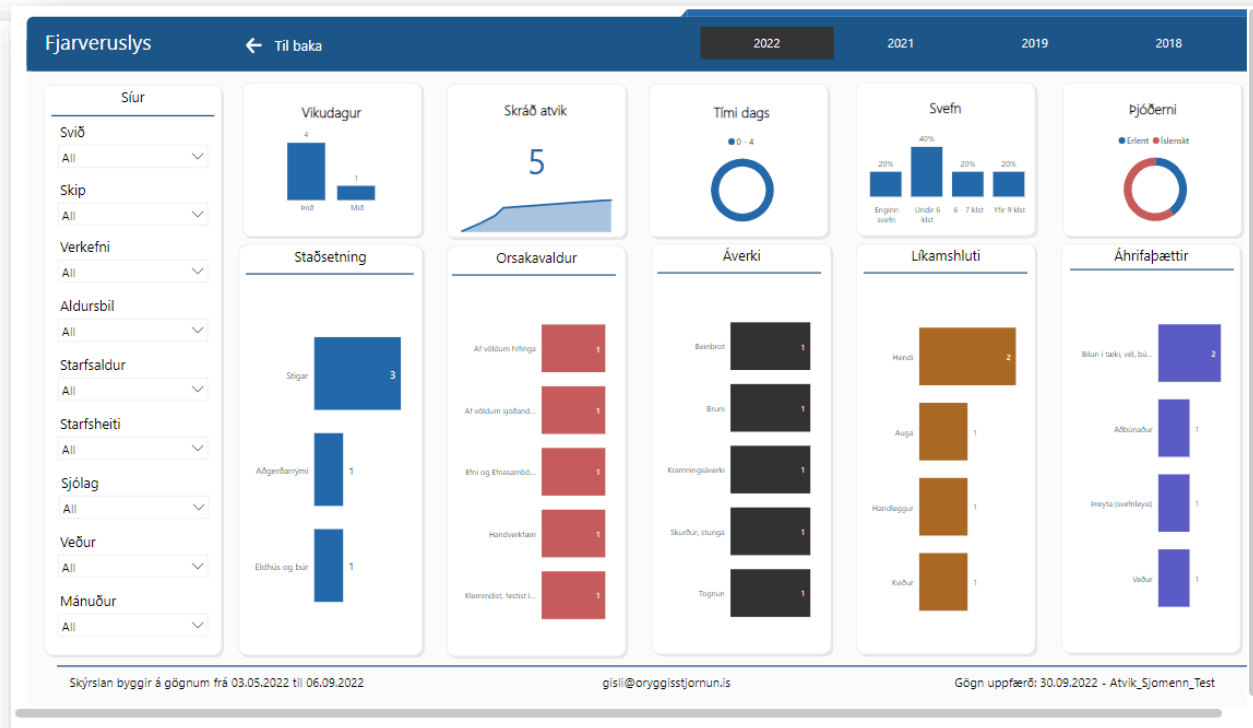 Fjarveruslys
Til baka
2022
2021
2019
2018
Síur
Svið
All
Skip
All
Verkefni
All
Aldursbil
All
Starfsaldur
All
Starfsheiti
All
Sjólag
All
Veður
All
Mánuður
All
Vikudagur
4
1
Þrið
Mið
Skráð atvik
5
Tími dags
0 - 4
Svefn
20%
40%
20%
20%
Enginn svefn
Undir 6 klst
6 - 7 klst
Yfir 9 klst
Þjóðerni
Erlent Íslenskt
Staðsetning
Stigar 3
Aðgerðarrými 1
Eldhús og búr 1
Orsakavaldur
Af völdum hífinga 1
Af völdum sjóðand... 1
Efni og Efnasambö... 1
Handverkfæri 1
Klemmdist, festist í... 1
Áverki
Beinbrot 1
Bruni 1
Kramningsáverki 1
Skurður, stunga 1
Tognun 1
Líkamshluti
Hendi 2
Auga 1
Handleggur 1
Kviður 1
Áhrifaþættir
Bilun í tæki, vél, bú... 2
Aðbúnaður 1
Þreyta (svefnleysi) 1
Veður 1
Skýrslan byggir á gögnum frá 03.05.2022 til 06.09.2022
gisli@oryggisstjornun.is
Gögn uppfærð: 30.09.2022 - Atvik_Sjomenn_Test